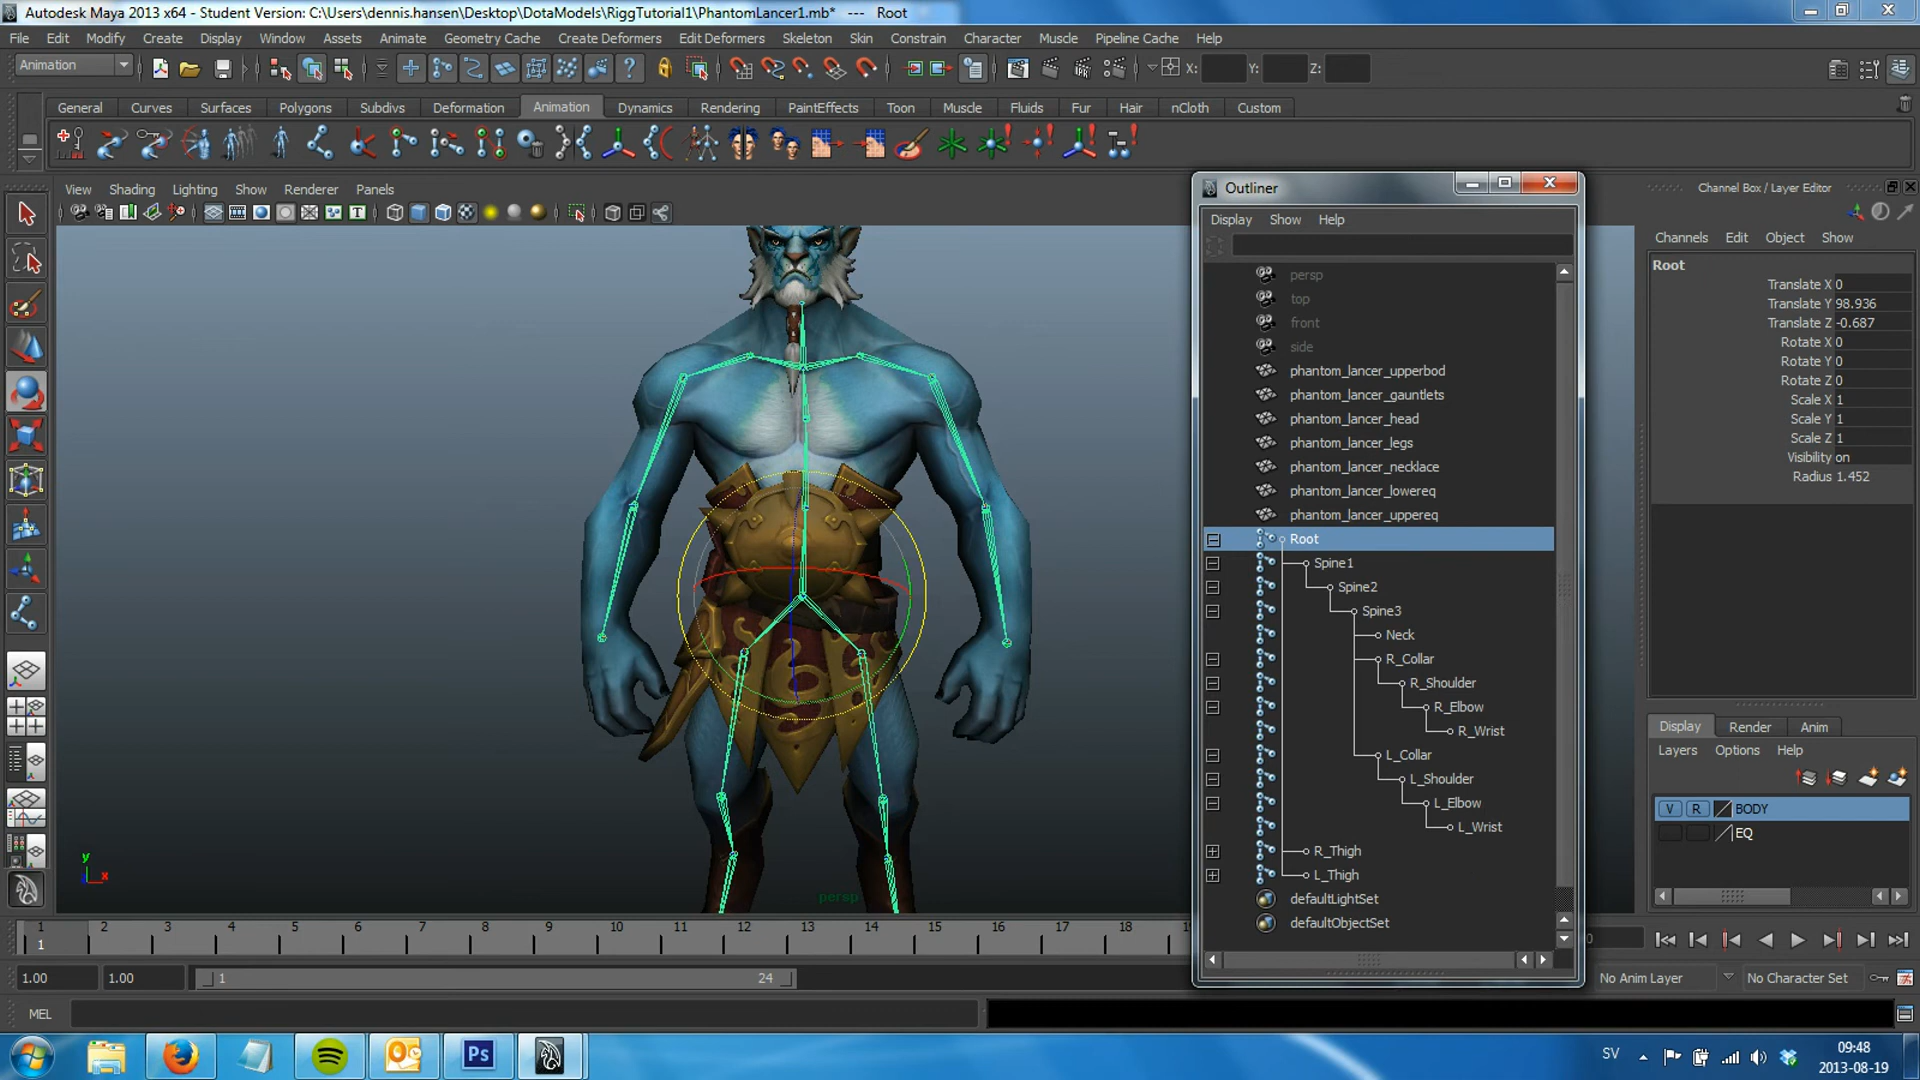 Autodesk Maya 2013 x64 - Student Version: C:\Users\dennis.hansen\Desktop\DotaModels\RiggTutorial1\PhantomLancer1.mb* --- Root
File Edit Modify Create Display Window Assets Animate Geometry Cache Create Deformers Edit Deformers Skeleton Skin Constrain Character Muscle Pipeline Cache Help
Animation X: Y: Z:
General Curves Surfaces Polygons Subdivs Deformation Animation Dynamics Rendering PaintEffects Toon Muscle Fluids Fur Hair nCloth Custom
View Shading Lighting Show Renderer Panels
Outliner
Display Show Help
persp
top
front
side
phantom_lancer_upperbod
phantom_lancer_gauntlets
phantom_lancer_head
phantom_lancer_legs
phantom_lancer_necklace
phantom_lancer_lowereq
phantom_lancer_uppereq
Root
Spine1
Spine2
Spine3
Neck
R_Collar
R_Shoulder
R_Elbow
R_Wrist
L_Collar
L_Shoulder
L_Elbow
L_Wrist
R_Thigh
L_Thigh
defaultLightSet
defaultObjectSet
Channel Box / Layer Editor
Channels Edit Object Show
Root
Translate X 0
Translate Y 98.936
Translate Z -0.687
Rotate X 0
Rotate Y 0
Rotate Z 0
Scale X 1
Scale Y 1
Scale Z 1
Visibility on
Radius 1.452
Display Render Anim
Layers Options Help
V R BODY
EQ
y
x
persp
1 2 3 4 5 6 7 8 9 10 11 12 13 14 15 16 17 18 19
1
1.00 1.00 1 24 No Anim Layer No Character Set
MEL
Ps
SV
09:48
2013-08-19